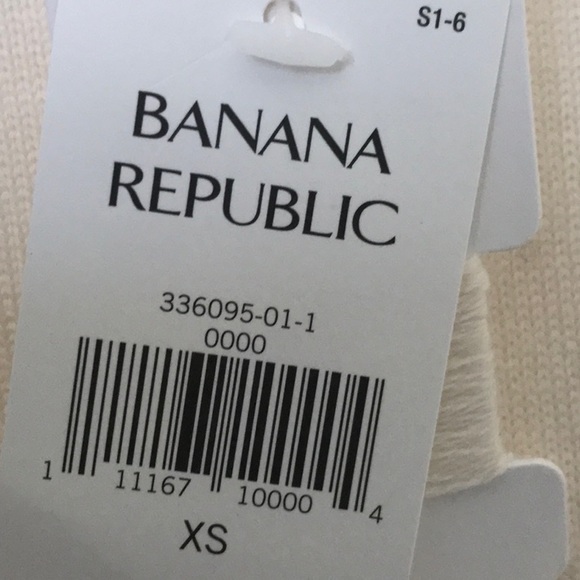 S1-6
BANANA
REPUBLIC
336095-01-1
0000
1 11167 10000 4
XS